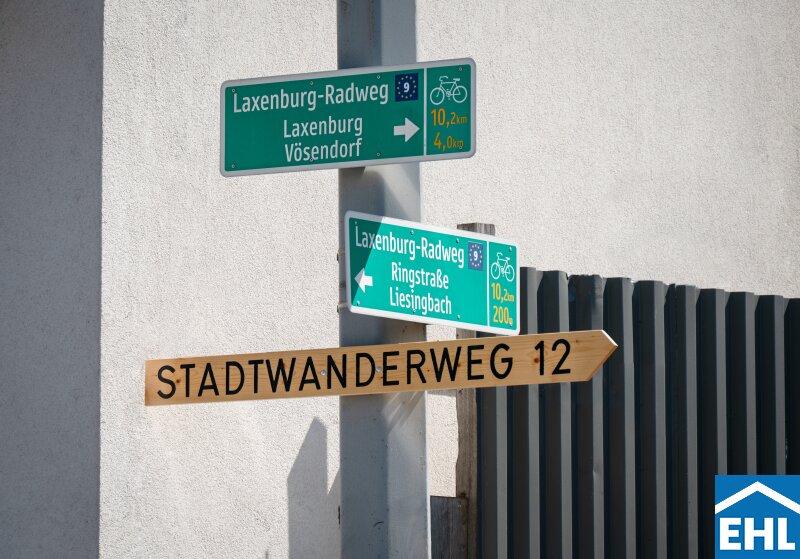 Laxenburg-Radweg 9
Laxenburg 10,2km
Vösendorf 4,0km
Laxenburg-Radweg 9
Ringstraße 10,2km
Liesingbach 200m
STADTWANDERWEG 12
EHL